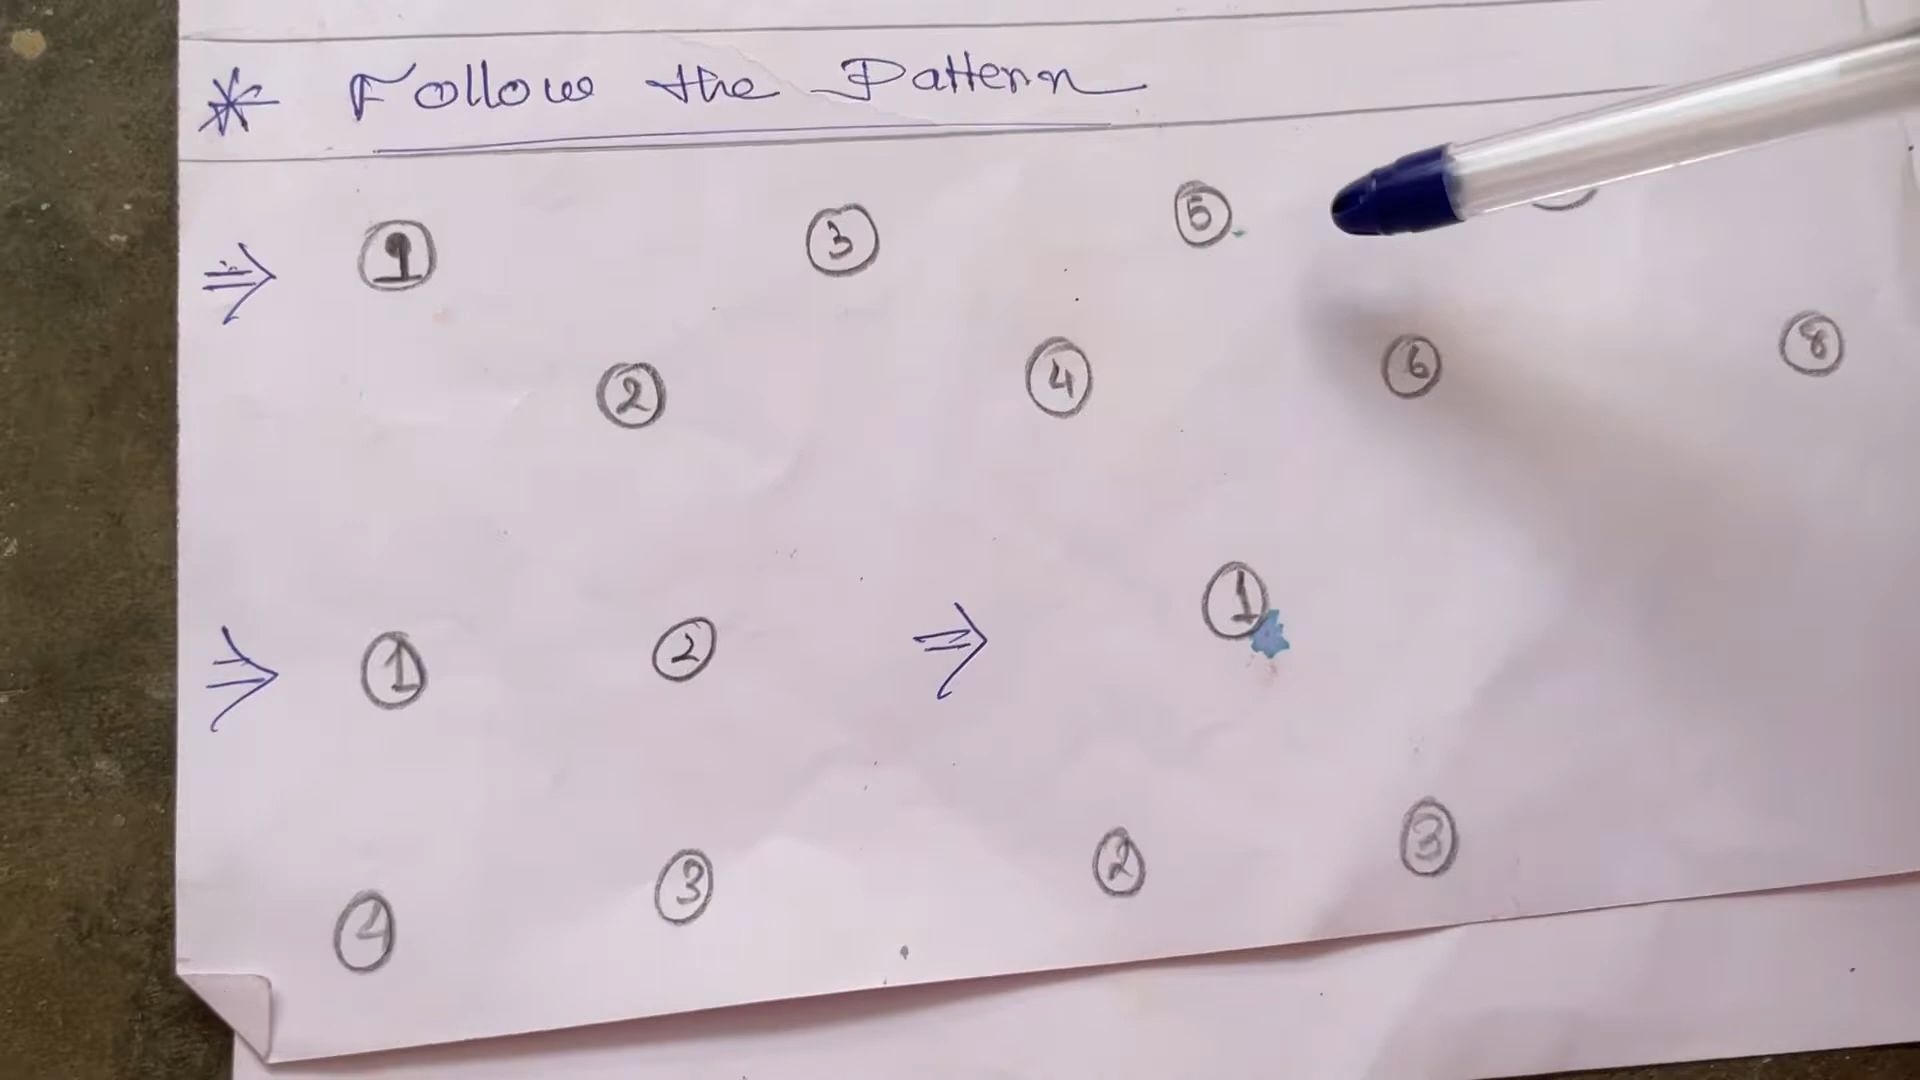 * Follow the Pattern
⇒ 1 3 5
2 4 6 8
⇒ 1 2
4 3
⇒ 1
2 3